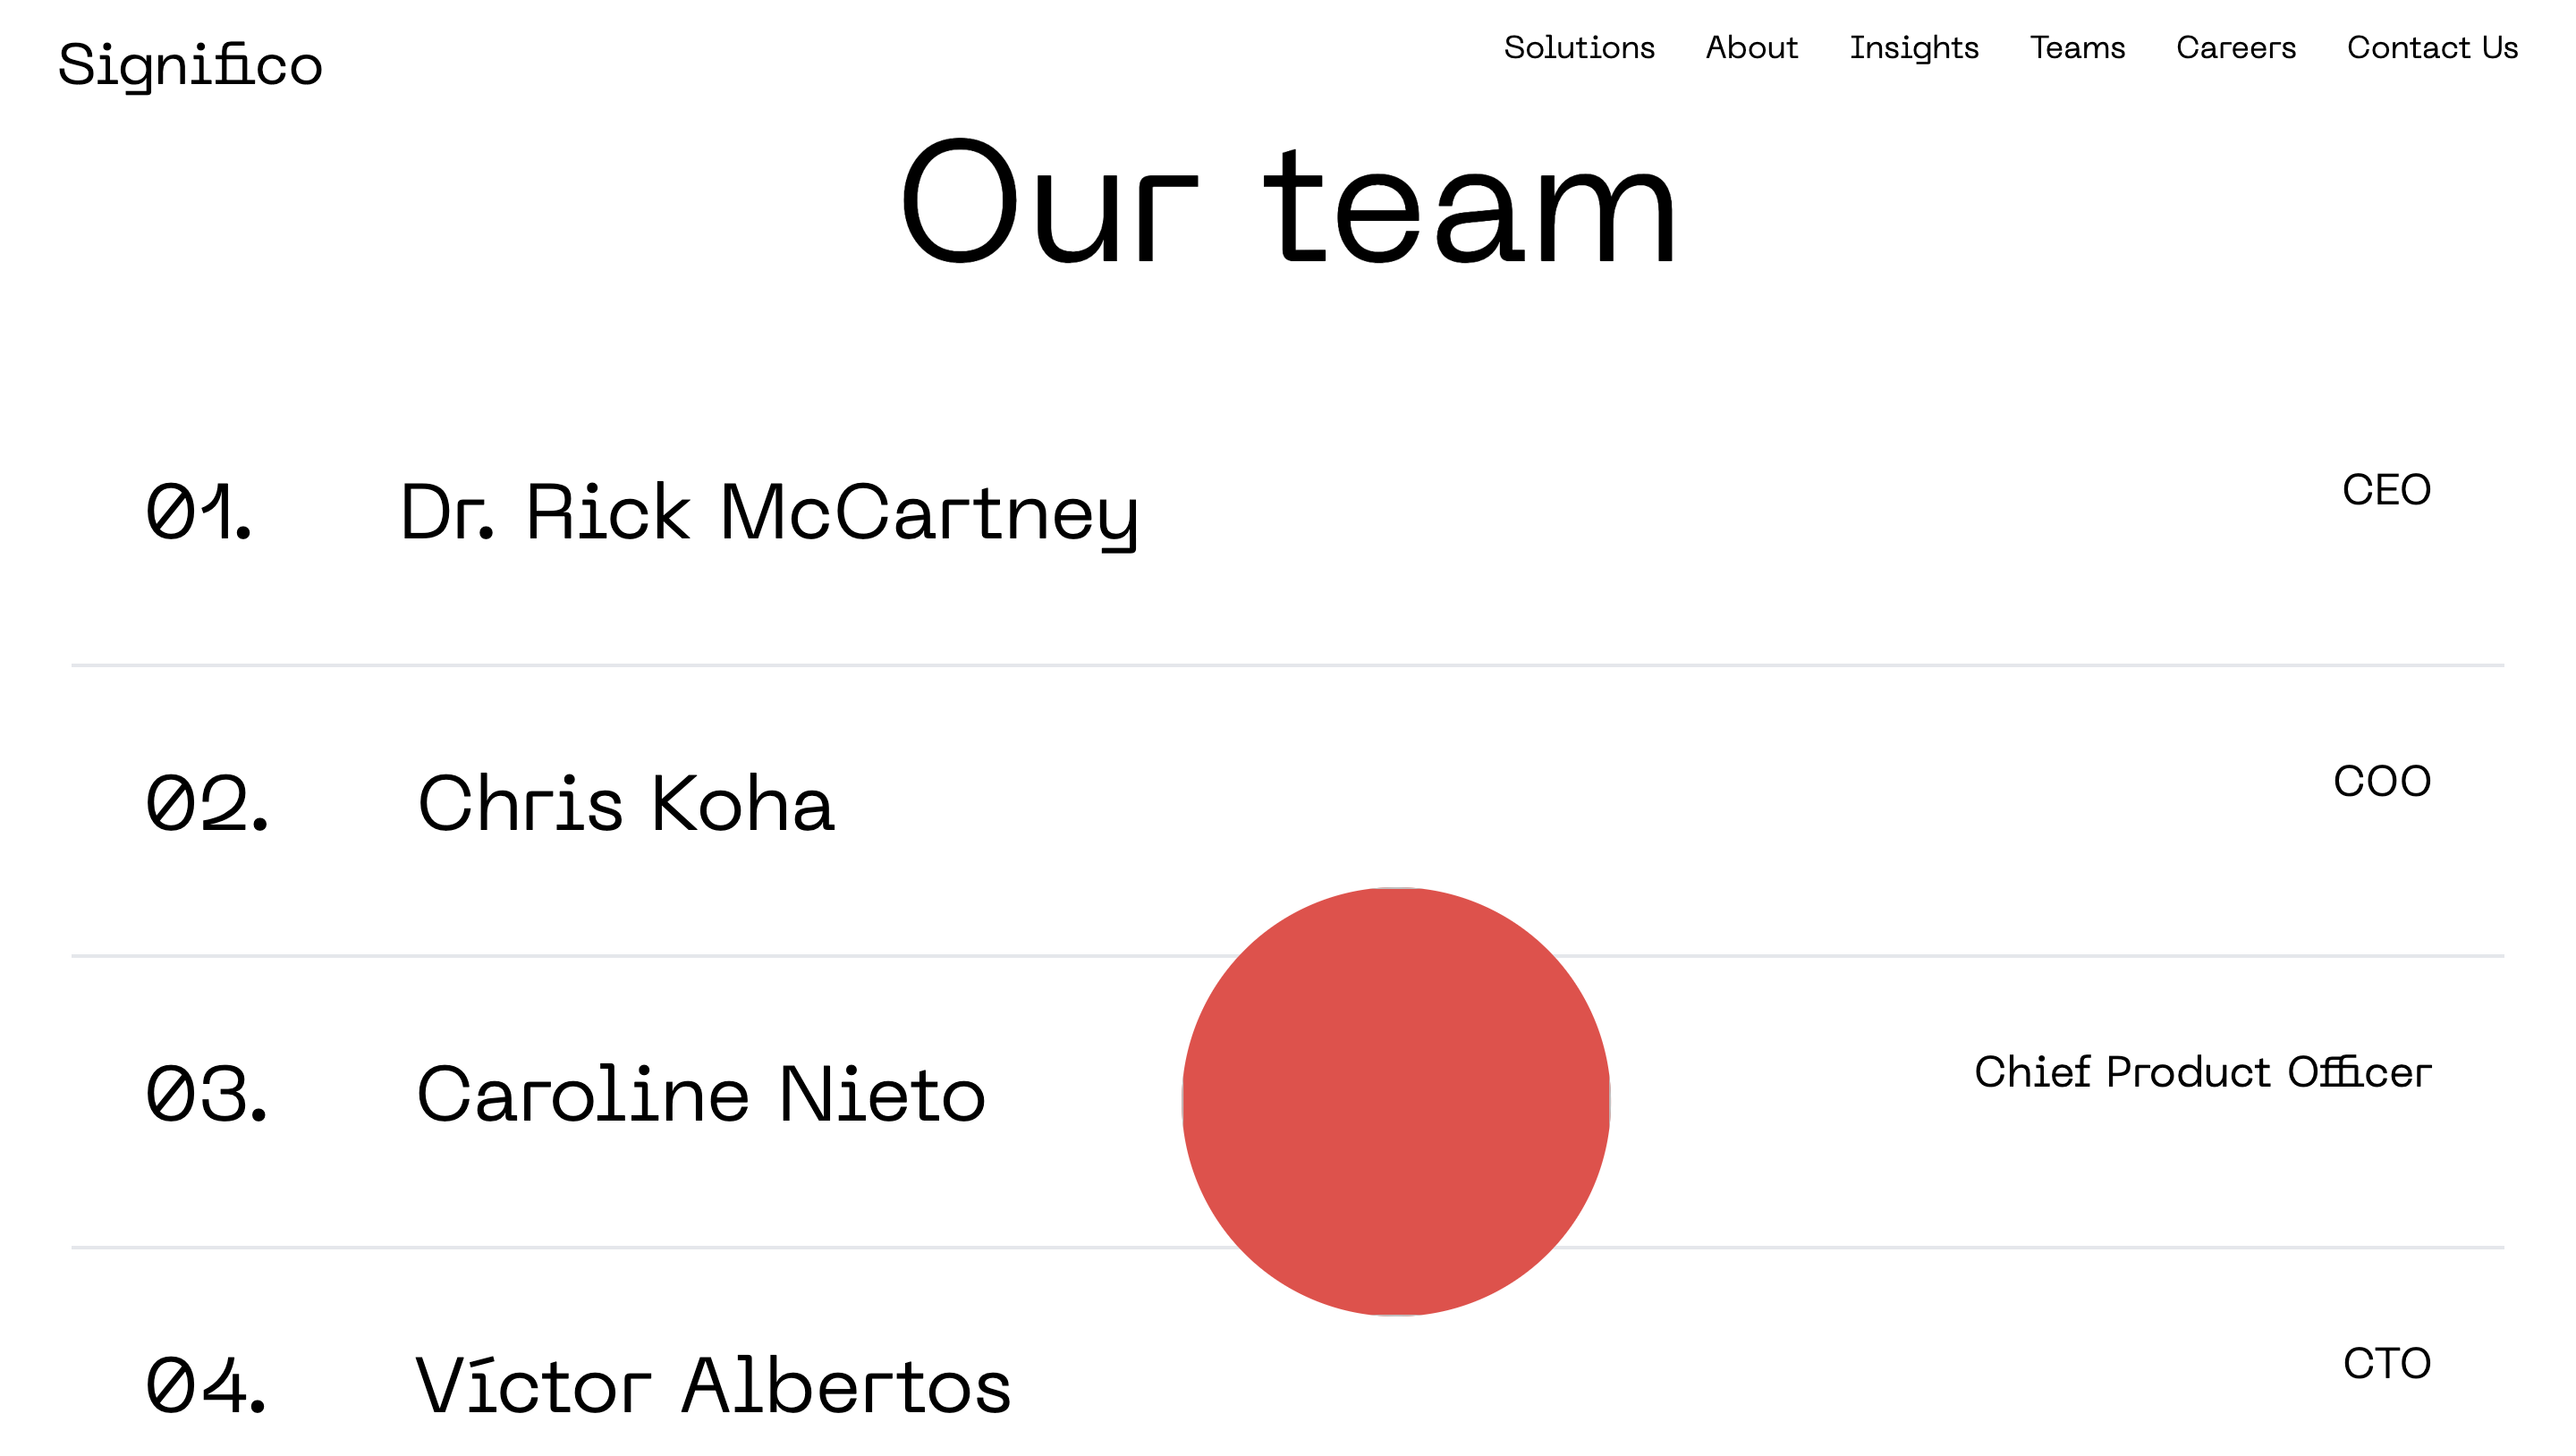 Significo
Solutions About Insights Teams Careers Contact Us
Our team
01. Dr. Rick McCartney CEO
02. Chris Koha COO
03. Caroline Nieto Chief Product Officer
04. Víctor Albertos CTO